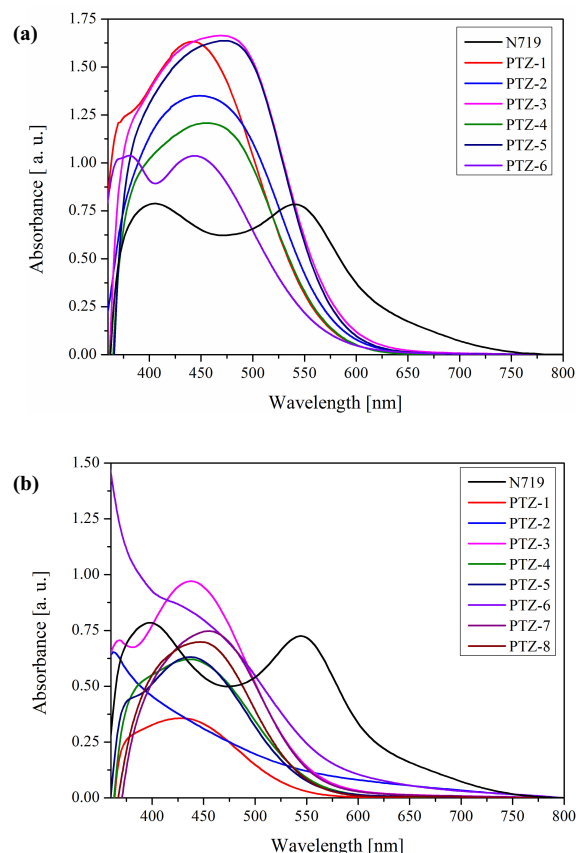 (a)
Absorbance [ a. u.]
1.75
1.50
1.25
1.00
0.75
0.50
0.25
0.00
N719
PTZ-1
PTZ-2
PTZ-3
PTZ-4
PTZ-5
PTZ-6
400 450 500 550 600 650 700 750 800
Wavelength [nm]
(b)
Absorbance [a. u.]
1.50
1.25
1.00
0.75
0.50
0.25
0.00
N719
PTZ-1
PTZ-2
PTZ-3
PTZ-4
PTZ-5
PTZ-6
PTZ-7
PTZ-8
400 450 500 550 600 650 700 750 800
Wavelength [nm]